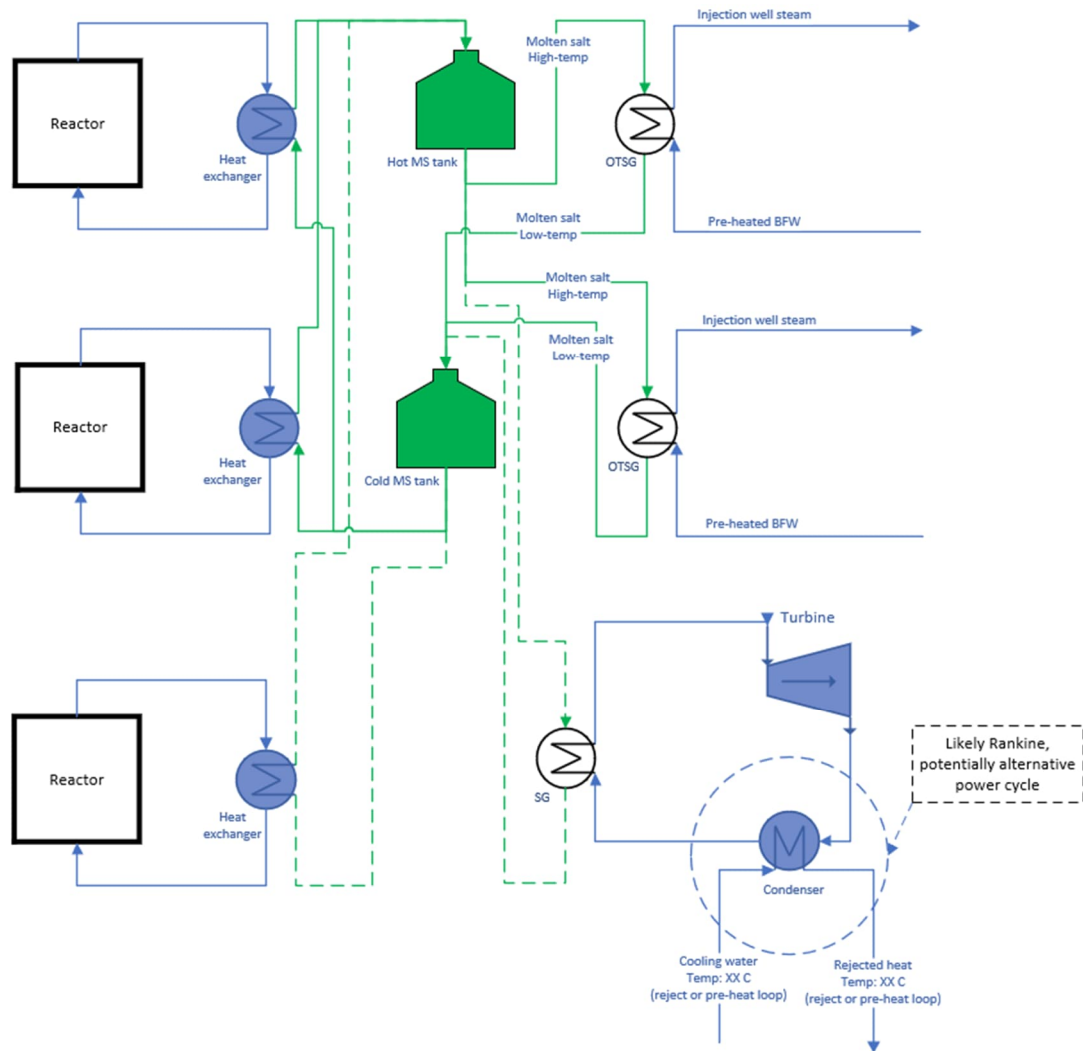 Injection well steam
Molten salt
High-temp
Reactor
Heat
exchanger
Hot MS tank
OTSG
Molten salt
Low-temp
Pre-heated BFW
Molten salt
High-temp
Injection well steam
Molten salt
Low-temp
Reactor
Heat
exchanger
Cold MS tank
OTSG
Pre-heated BFW
Turbine
Reactor
Heat
exchanger
SG
Likely Rankine,
potentially alternative
power cycle
Condenser
Cooling water
Temp: XX C
(reject or pre-heat loop)
Rejected heat
Temp: XX C
(reject or pre-heat loop)